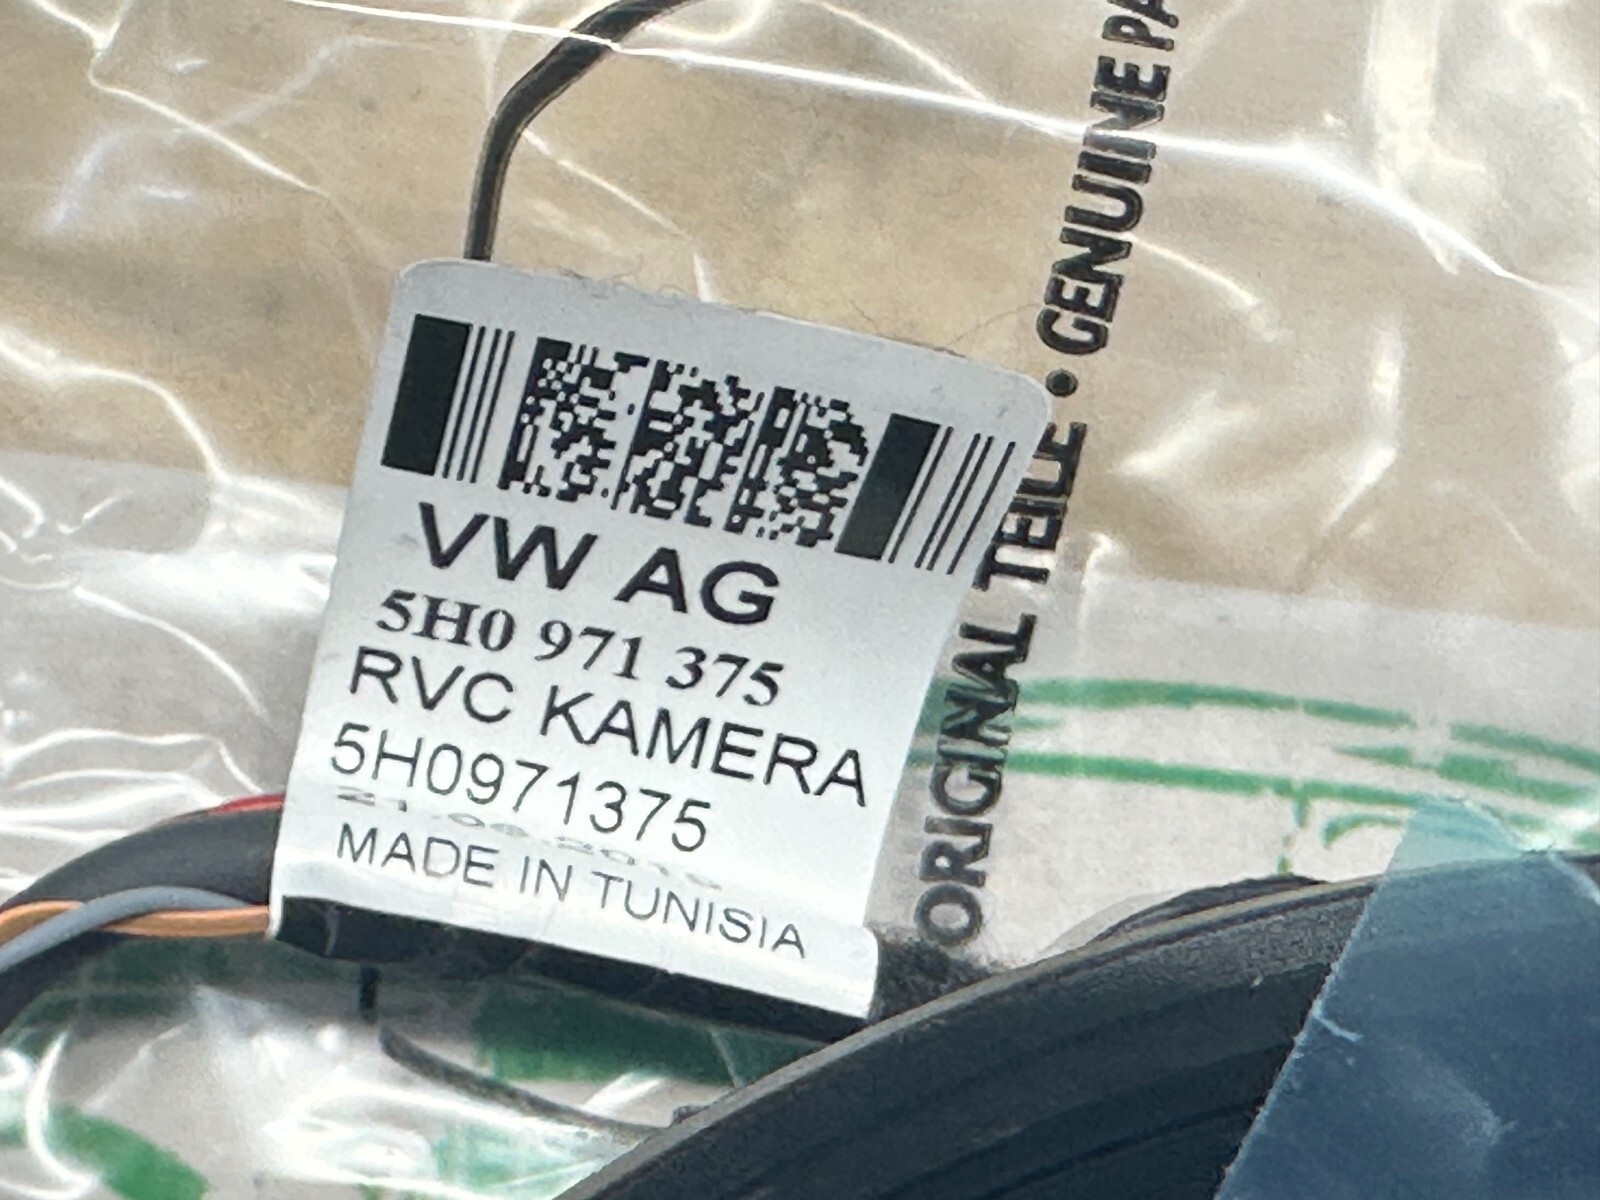 VW AG
5H0 971 375
RVC KAMERA
5H0971375
MADE IN TUNISIA
ORIGINAL TEILE • GENUINE PA